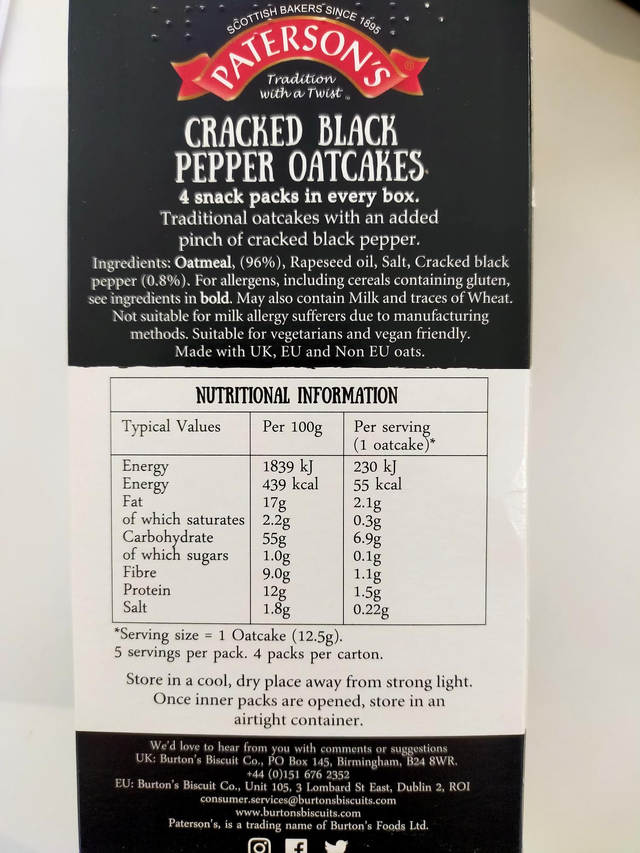 SCOTTISH BAKERS SINCE 1895
PATERSON'S
Tradition
with a Twist
CRACKED BLACK
PEPPER OATCAKES
4 snack packs in every box.
Traditional oatcakes with an added
pinch of cracked black pepper.
Ingredients: Oatmeal, (96%), Rapeseed oil, Salt, Cracked black
pepper (0.8%). For allergens, including cereals containing gluten,
see ingredients in bold. May also contain Milk and traces of Wheat.
Not suitable for milk allergy sufferers due to manufacturing
methods. Suitable for vegetarians and vegan friendly.
Made with UK, EU and Non EU oats.
NUTRITIONAL INFORMATION
Typical Values Per 100g Per serving
(1 oatcake)*
Energy 1839 kJ 230 kJ
Energy 439 kcal 55 kcal
Fat 17g 2.1g
of which saturates 2.2g 0.3g
Carbohydrate 55g 6.9g
of which sugars 1.0g 0.1g
Fibre 9.0g 1.1g
Protein 12g 1.5g
Salt 1.8g 0.22g
*Serving size = 1 Oatcake (12.5g).
5 servings per pack. 4 packs per carton.
Store in a cool, dry place away from strong light.
Once inner packs are opened, store in an
airtight container.
We'd love to hear from you with comments or suggestions
UK: Burton's Biscuit Co., PO Box 145, Birmingham, B24 8WR.
+44 (0)151 676 2352
EU: Burton's Biscuit Co., Unit 105, 3 Lombard St East, Dublin 2, ROI
consumer.services@burtonsbiscuits.com
www.burtonsbiscuits.com
Paterson's, is a trading name of Burton's Foods Ltd.